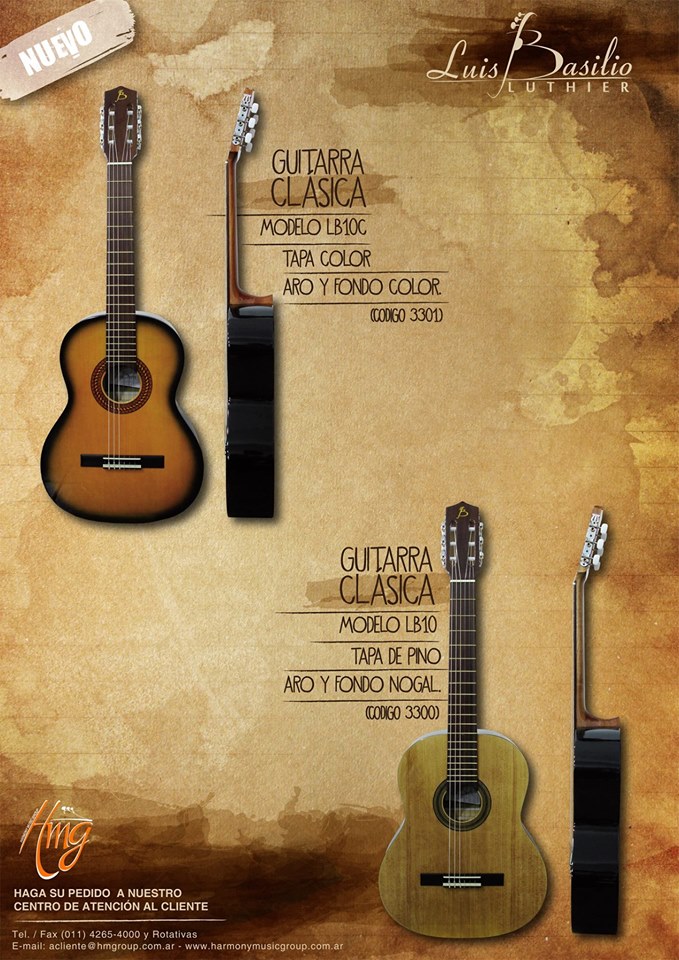 NUEVO
Luis Basilio
LUTHIER
GUITARRA
CLÁSICA
MODELO LB10C
TAPA COLOR
ARO Y FONDO COLOR.
(CODIGO 3301)
GUITARRA
CLÁSICA
MODELO LB10
TAPA DE PINO
ARO Y FONDO NOGAL.
(CODIGO 3300)
Hmg
HAGA SU PEDIDO A NUESTRO
CENTRO DE ATENCIÓN AL CLIENTE
Tel. / Fax (011) 4265-4000 y Rotativas
E-mail: acliente@hmgroup.com.ar - www.harmonymusicgroup.com.ar